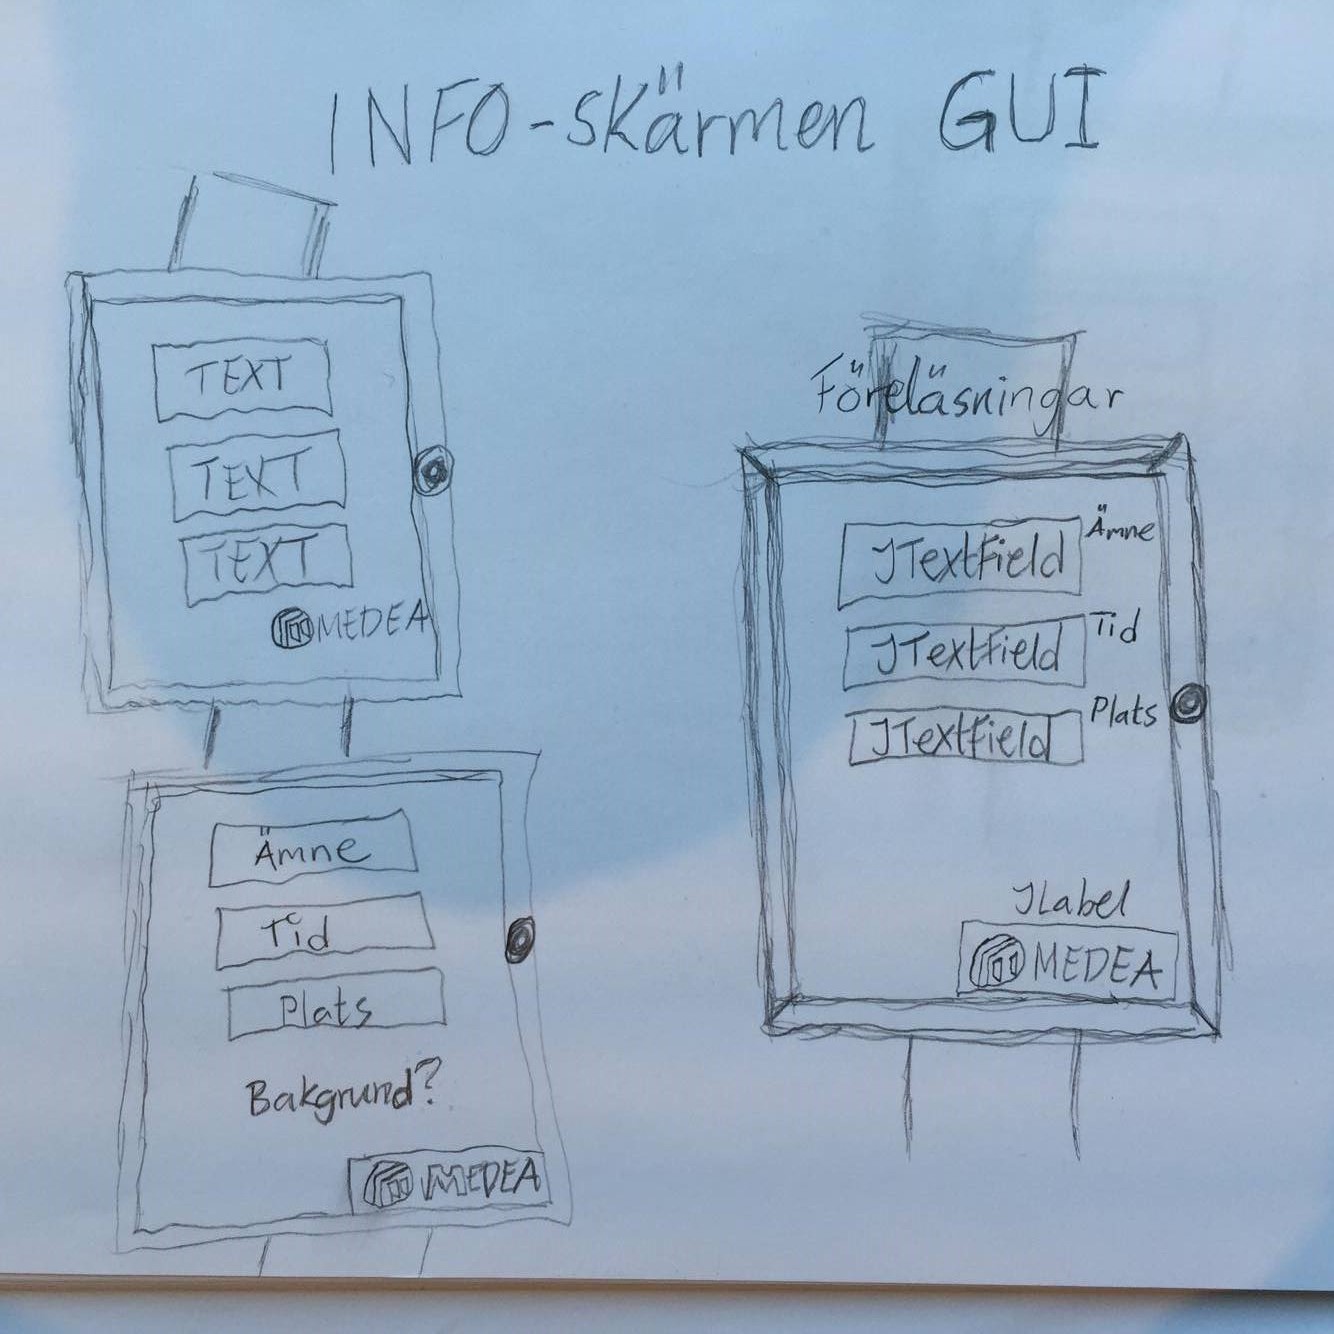 INFO-skärmen GUI
TEXT
TEXT
TEXT
MEDEA
Ämne
Tid
Plats
Bakgrund?
MEDEA
Föreläsningar
JTextField Ämne
JTextField Tid
JTextField Plats
JLabel
MEDEA